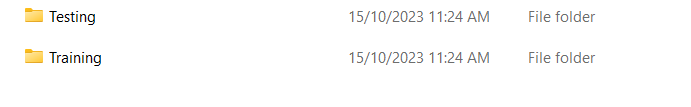 Testing 15/10/2023 11:24 AM File folder
Training 15/10/2023 11:24 AM File folder